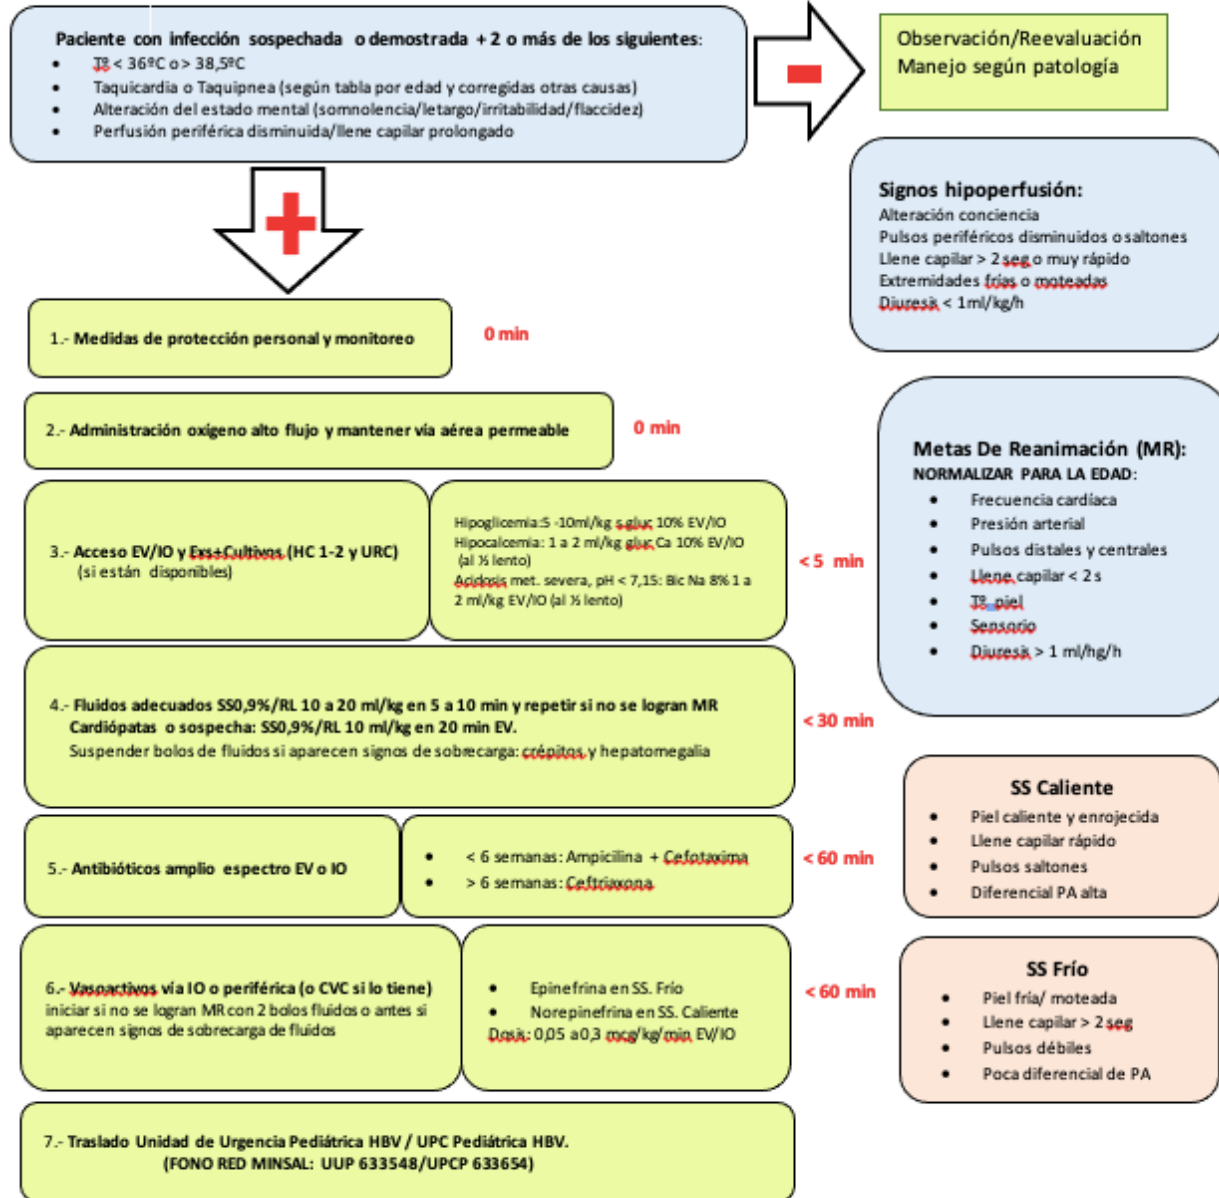 Paciente con infección sospechada o demostrada + 2 o más de los siguientes:
• Tº < 36ºC o > 38,5ºC
• Taquicardia o Taquipnea (según tabla por edad y corregidas otras causas)
• Alteración del estado mental (somnolencia/letargo/irritabilidad/flaccidez)
• Perfusión periférica disminuida/llene capilar prolongado
Observación/Reevaluación
Manejo según patología
Signos hipoperfusión:
Alteración conciencia
Pulsos periféricos disminuidos o saltones
Llene capilar > 2 seg o muy rápido
Extremidades frías o moteadas
Diuresis < 1ml/kg/h
1.- Medidas de protección personal y monitoreo
0 min
2.- Administración oxigeno alto flujo y mantener vía aérea permeable
0 min
3.- Acceso EV/IO y Exs+Cultivos (HC 1-2 y URC)
(si están disponibles)
Hipoglicemia:5 -10ml/kg s.gluc 10% EV/IO
Hipocalcemia: 1 a 2 ml/kg gluc Ca 10% EV/IO
(al ½ lento)
Acidosis met. severa, pH < 7,15: Bic Na 8% 1 a
2 ml/kg EV/IO (al ½ lento)
< 5 min
Metas De Reanimación (MR):
NORMALIZAR PARA LA EDAD:
• Frecuencia cardíaca
• Presión arterial
• Pulsos distales y centrales
• Llene capilar < 2 s
• Tº piel
• Sensorio
• Diuresis > 1 ml/hg/h
4.- Fluidos adecuados SS0,9%/RL 10 a 20 ml/kg en 5 a 10 min y repetir si no se logran MR
Cardiópatas o sospecha: SS0,9%/RL 10 ml/kg en 20 min EV.
Suspender bolos de fluidos si aparecen signos de sobrecarga: crépitos y hepatomegalia
< 30 min
5.- Antibióticos amplio espectro EV o IO
• < 6 semanas: Ampicilina + Cefotaxima
• > 6 semanas: Ceftriaxona
< 60 min
SS Caliente
• Piel caliente y enrojecida
• Llene capilar rápido
• Pulsos saltones
• Diferencial PA alta
6.- Vasoactivos vía IO o periférica (o CVC si lo tiene)
iniciar si no se logran MR con 2 bolos fluidos o antes si
aparecen signos de sobrecarga de fluidos
• Epinefrina en SS. Frío
• Norepinefrina en SS. Caliente
Dosis: 0,05 a 0,3 mcg/kg/min EV/IO
< 60 min
SS Frío
• Piel fría/ moteada
• Llene capilar > 2 seg
• Pulsos débiles
• Poca diferencial de PA
7.- Traslado Unidad de Urgencia Pediátrica HBV / UPC Pediátrica HBV.
(FONO RED MINSAL: UUP 633548/UPCP 633654)